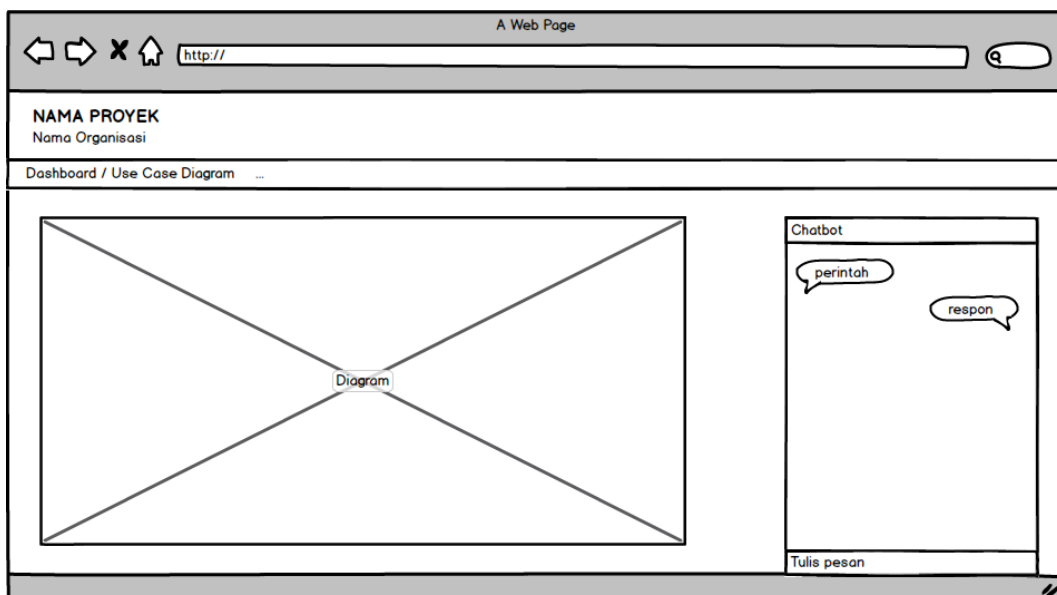 A Web Page
http://
NAMA PROYEK
Nama Organisasi
Dashboard / Use Case Diagram ...
Diagram
Chatbot
perintah
respon
Tulis pesan